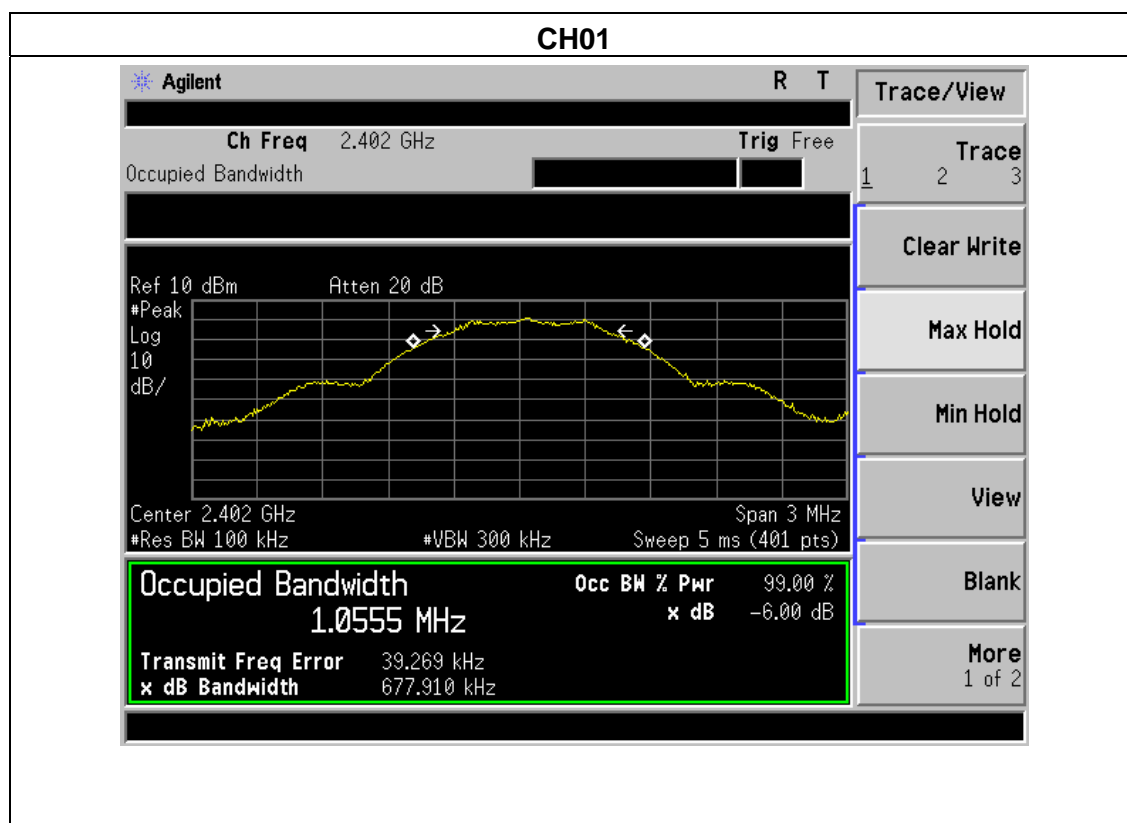 CH01
Agilent R T
Trace/View
Ch Freq 2.402 GHz Trig Free
Occupied Bandwidth
Trace
1 2 3
Clear Write
Max Hold
Min Hold
View
Blank
More
1 of 2
Ref 10 dBm Atten 20 dB
#Peak
Log
10
dB/
Center 2.402 GHz Span 3 MHz
#Res BW 100 kHz #VBW 300 kHz Sweep 5 ms (401 pts)
Occupied Bandwidth Occ BW % Pwr 99.00 %
1.0555 MHz x dB -6.00 dB
Transmit Freq Error 39.269 kHz
x dB Bandwidth 677.910 kHz